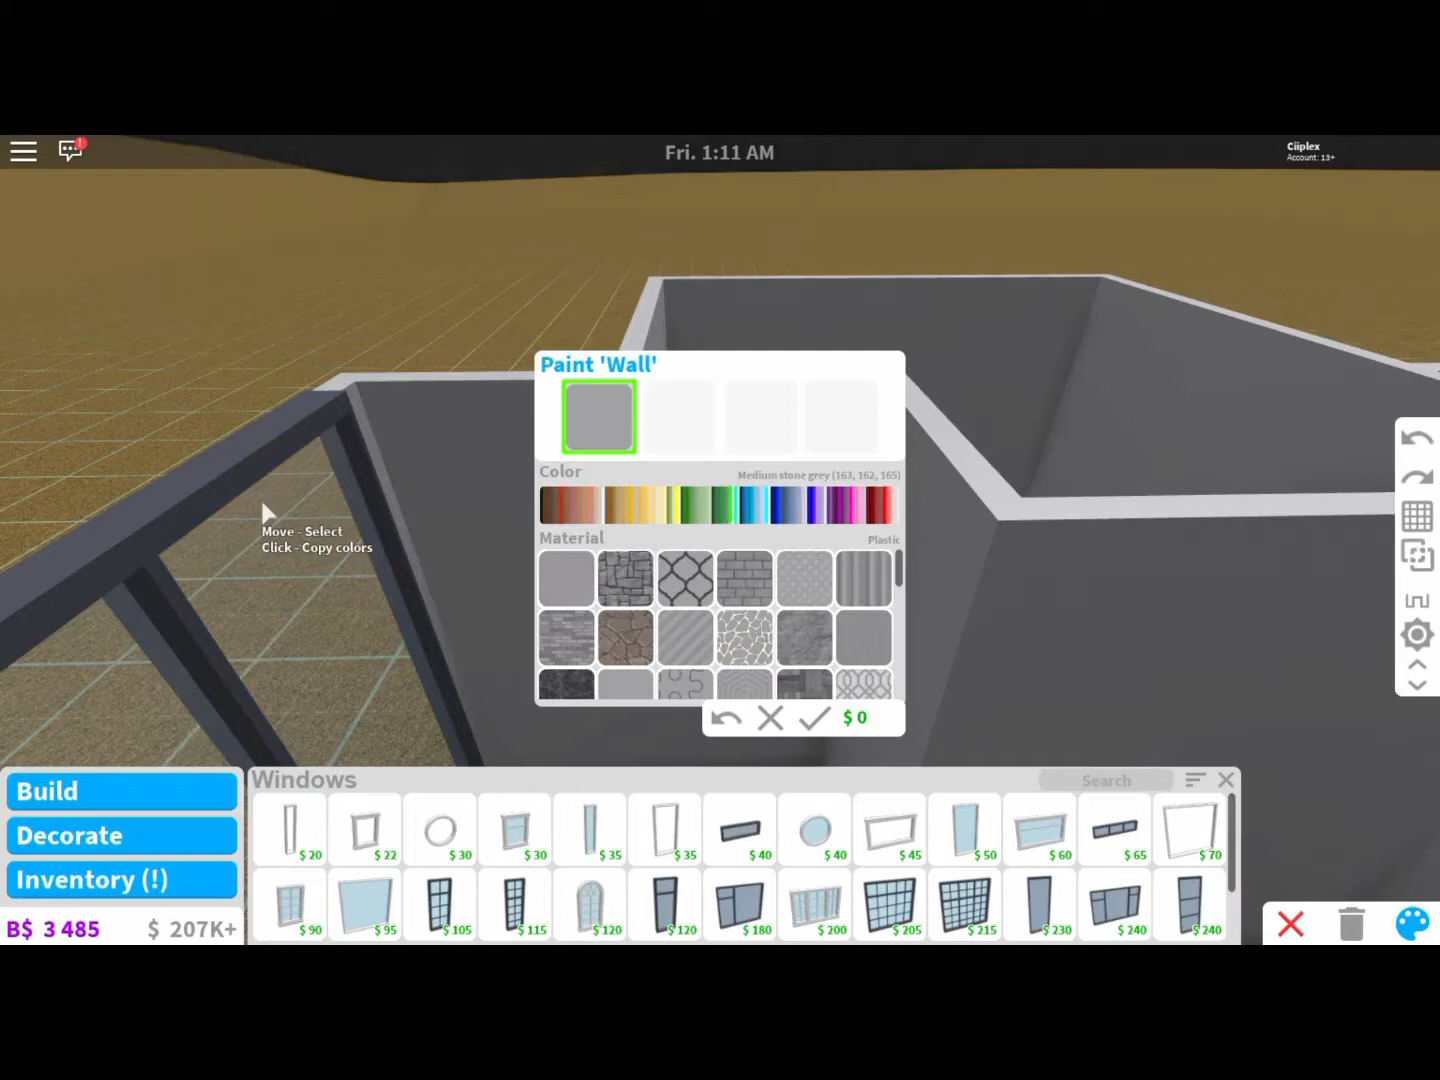 Fri. 1:11 AM
Ciiplex
Account: 13+
!
Paint 'Wall'
Color
Medium stone grey (163, 162, 165)
Move - Select
Click - Copy colors
Material
Plastic
$ 0
Build
Decorate
Inventory (!)
B$ 3 485
$ 207K+
Windows
Search
$ 20
$ 22
$ 30
$ 30
$ 35
$ 35
$ 40
$ 40
$ 45
$ 50
$ 60
$ 65
$ 70
$ 90
$ 95
$ 105
$ 115
$ 120
$ 120
$ 180
$ 200
$ 205
$ 215
$ 230
$ 240
$ 240